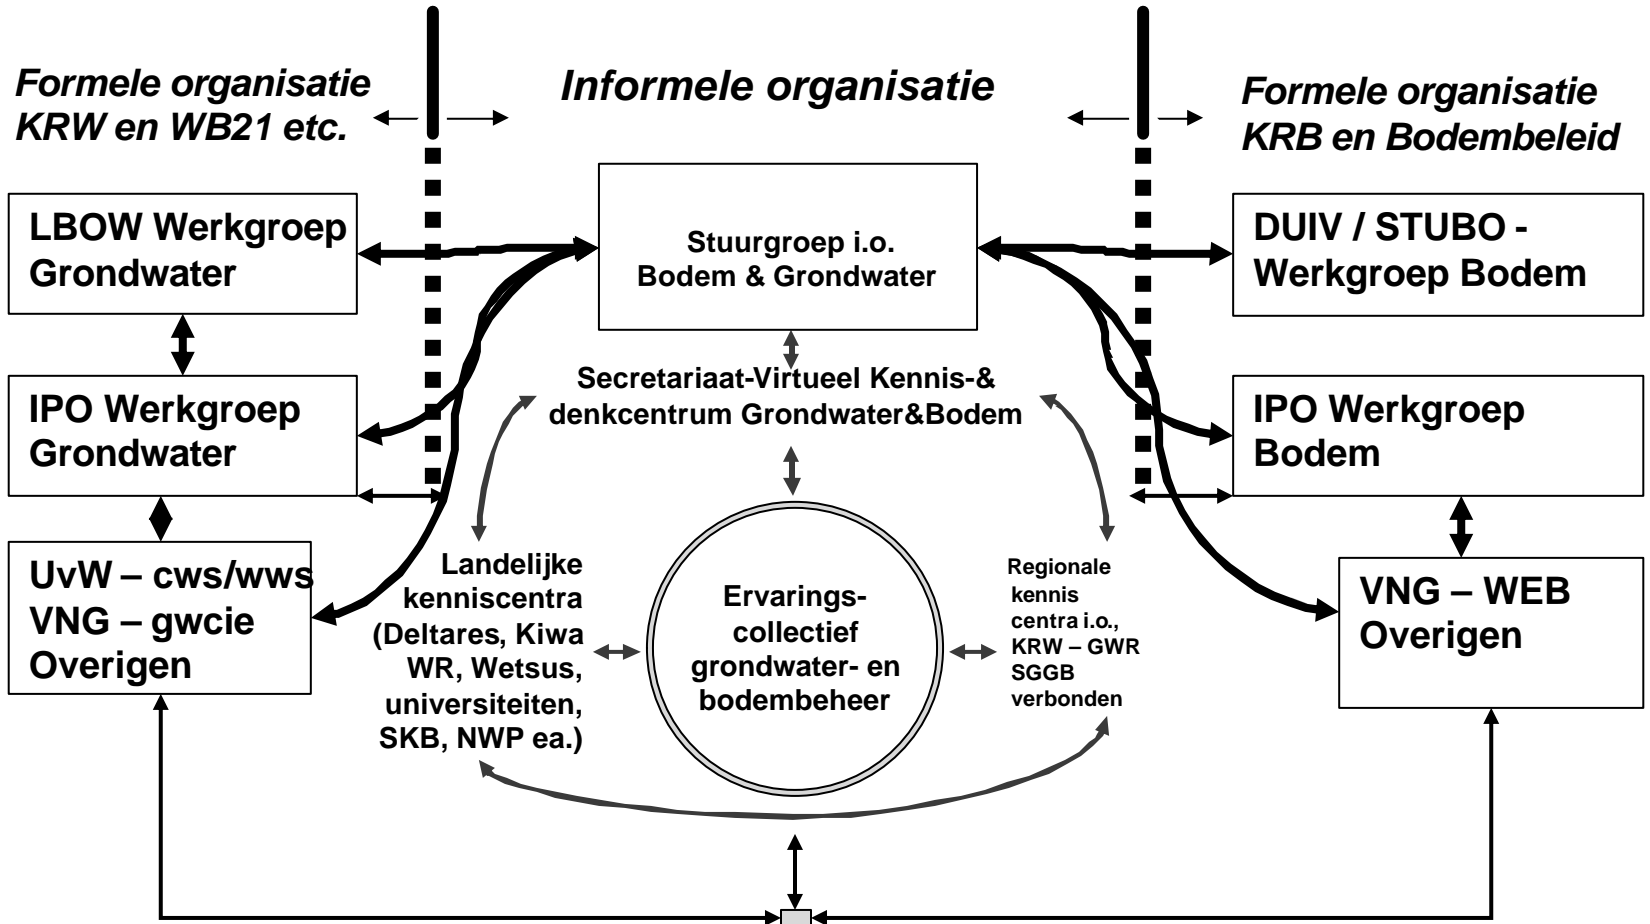 Formele organisatie
KRW en WB21 etc.
Informele organisatie
Formele organisatie
KRB en Bodembeleid
LBOW Werkgroep
Grondwater
Stuurgroep i.o.
Bodem & Grondwater
DUIV / STUBO -
Werkgroep Bodem
IPO Werkgroep
Grondwater
Secretariaat-Virtueel Kennis-&
denkcentrum Grondwater&Bodem
IPO Werkgroep
Bodem
UvW – cws/wws
VNG – gwcie
Overigen
Landelijke
kenniscentra
(Deltares, Kiwa
WR, Wetsus,
universiteiten,
SKB, NWP ea.)
Ervarings-
collectief
grondwater- en
bodembeheer
Regionale
kennis
centra i.o.,
KRW – GWR
SGGB
verbonden
VNG – WEB
Overigen